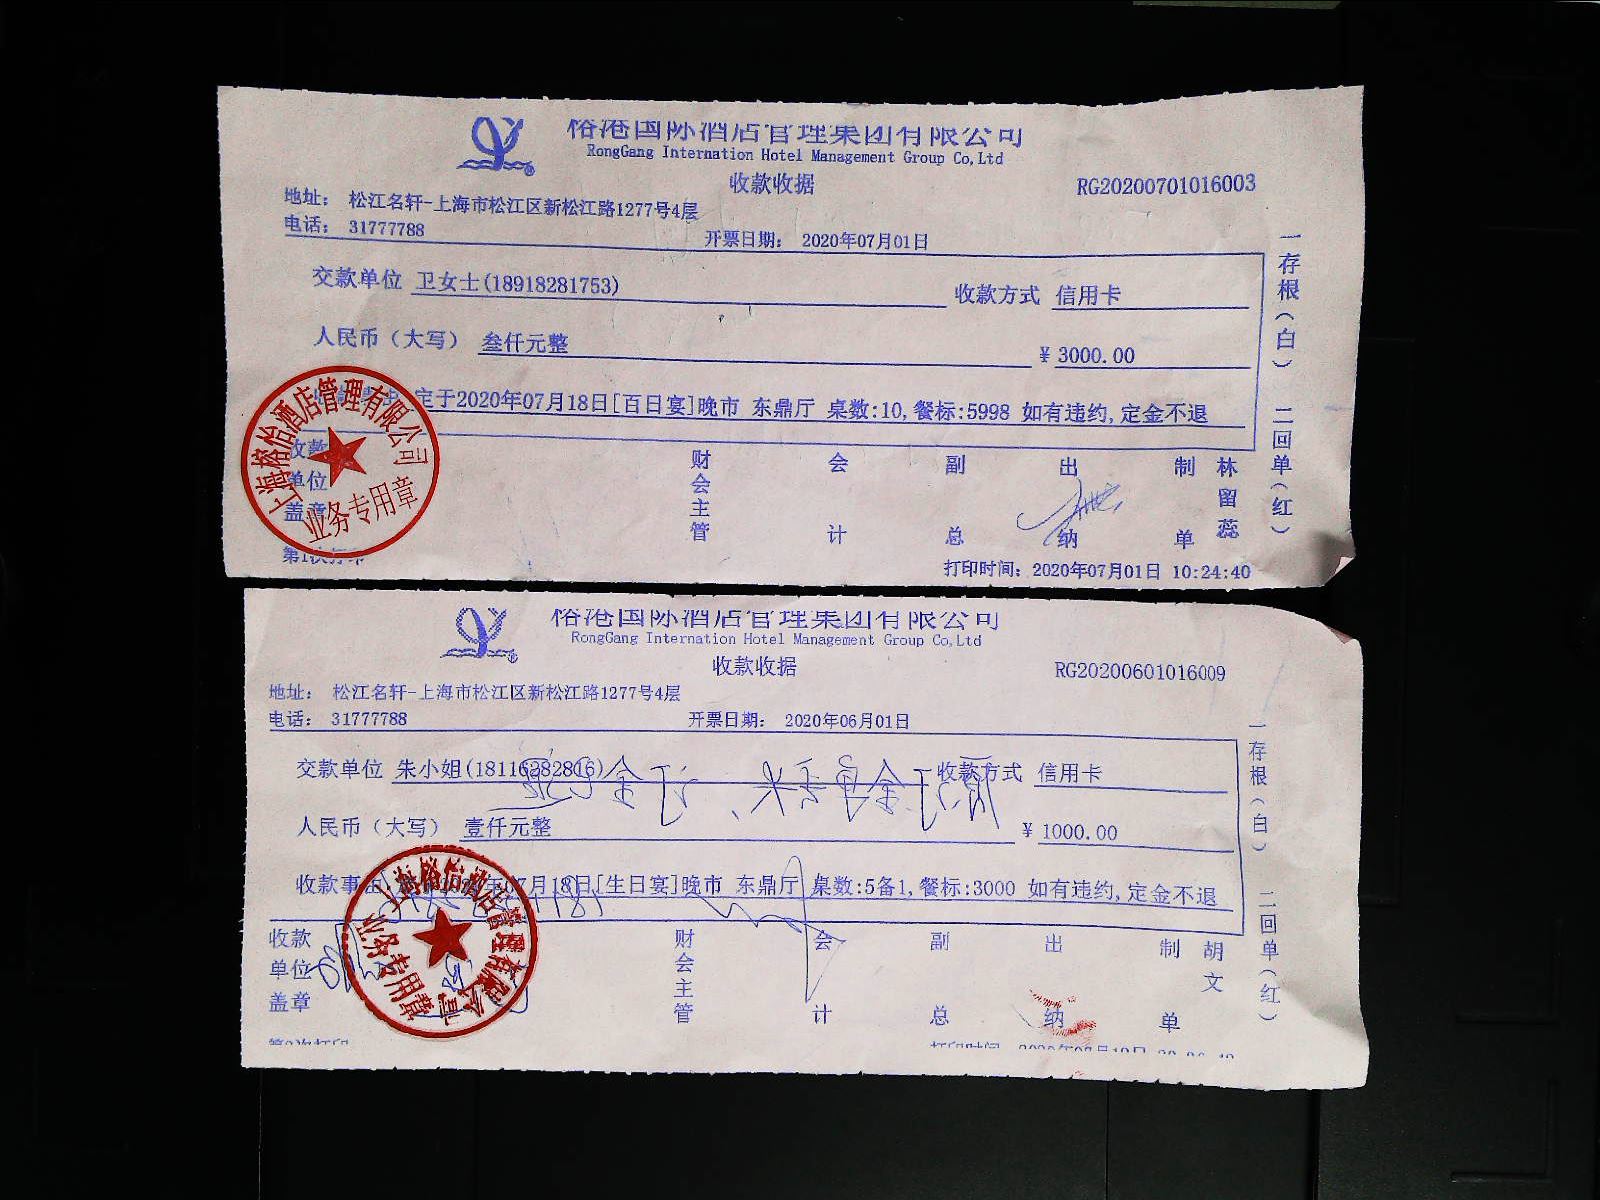 榕港国际酒店管理集团有限公司
RongGang Internation Hotel Management Group Co,Ltd
收款收据
RG20200701016003
地址： 松江名轩-上海市松江区新松江路1277号4层
电话： 31777788
开票日期： 2020年07月01日
交款单位 卫女士(18918281753)
收款方式 信用卡
人民币（大写） 叁仟元整
¥ 3000.00
定于2020年07月18日[百日宴]晚市 东鼎厅 桌数:10,餐标:5998 如有违约,定金不退
收款单位盖章
财会主管
会计
副总
出纳
制单
林留蕊
上海榕怡酒店管理有限公司
业务专用章
第1次打印
打印时间：2020年07月01日 10:24:40
一存根（白） 二回单（红）
榕港国际酒店管理集团有限公司
RongGang Internation Hotel Management Group Co,Ltd
收款收据
RG20200601016009
地址： 松江名轩-上海市松江区新松江路1277号4层
电话： 31777788
开票日期： 2020年06月01日
交款单位 朱小姐(18116282816)
收款方式 信用卡
人民币（大写） 壹仟元整
¥ 1000.00
收款事由 年07月18日[生日宴]晚市 东鼎厅 桌数:5备1,餐标:3000 如有违约,定金不退
收款单位盖章
财会主管
会计
副总
出纳
制单
胡文
业务专用章
一存根（白） 二回单（红）